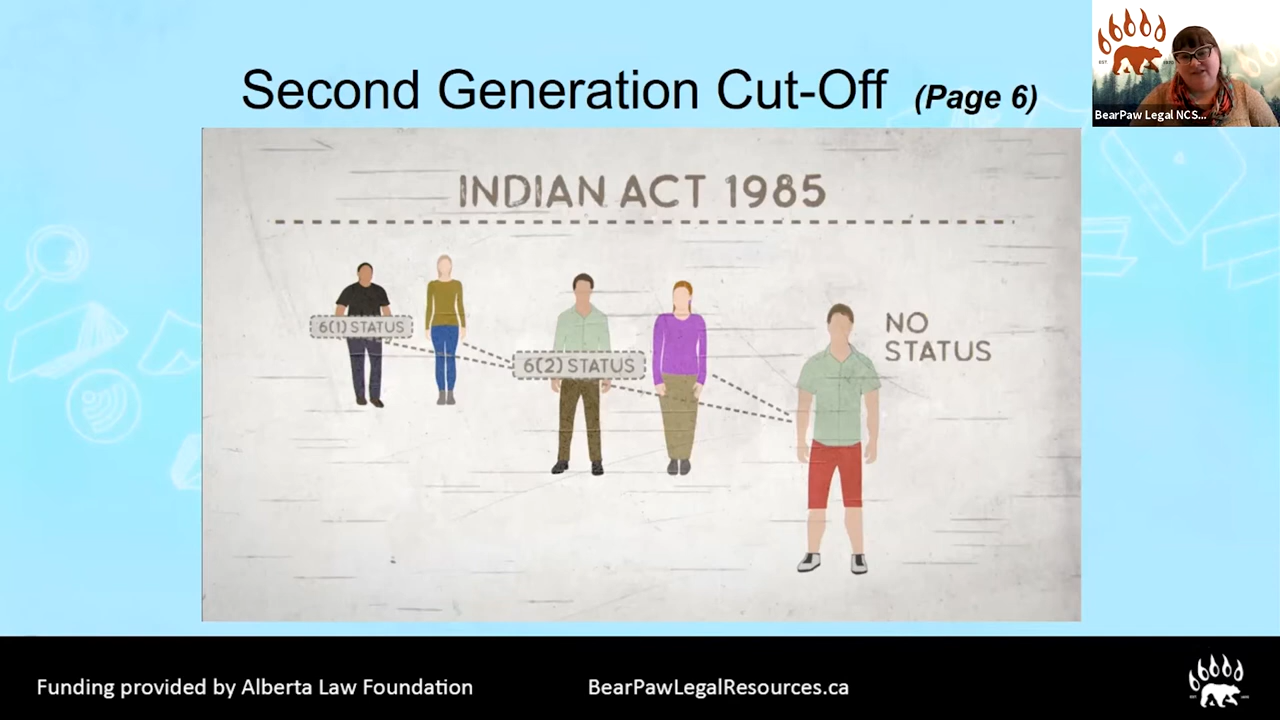 Second Generation Cut-Off (Page 6)
BearPaw Legal NCS...
INDIAN ACT 1985
6(1) STATUS
6(2) STATUS
NO
STATUS
Funding provided by Alberta Law Foundation
BearPawLegalResources.ca